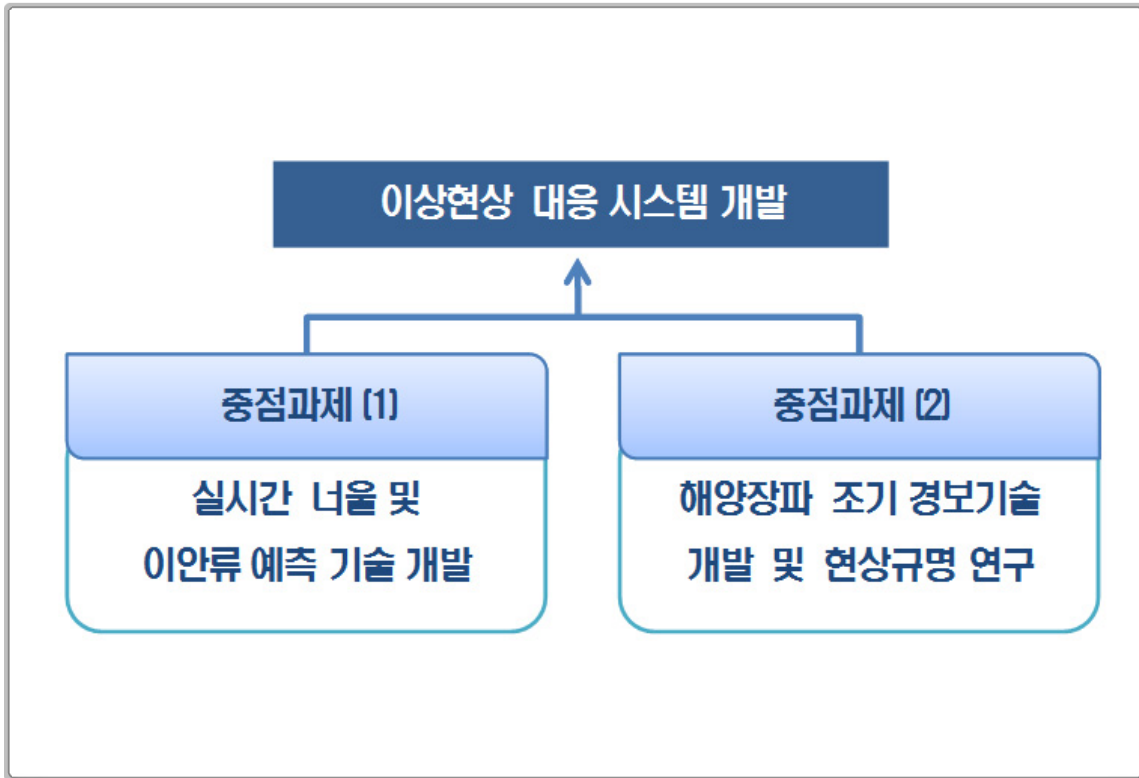 이상현상 대응 시스템 개발
중점과제 (1)
실시간 너울 및
이안류 예측 기술 개발
중점과제 (2)
해양장파 조기 경보기술
개발 및 현상규명 연구